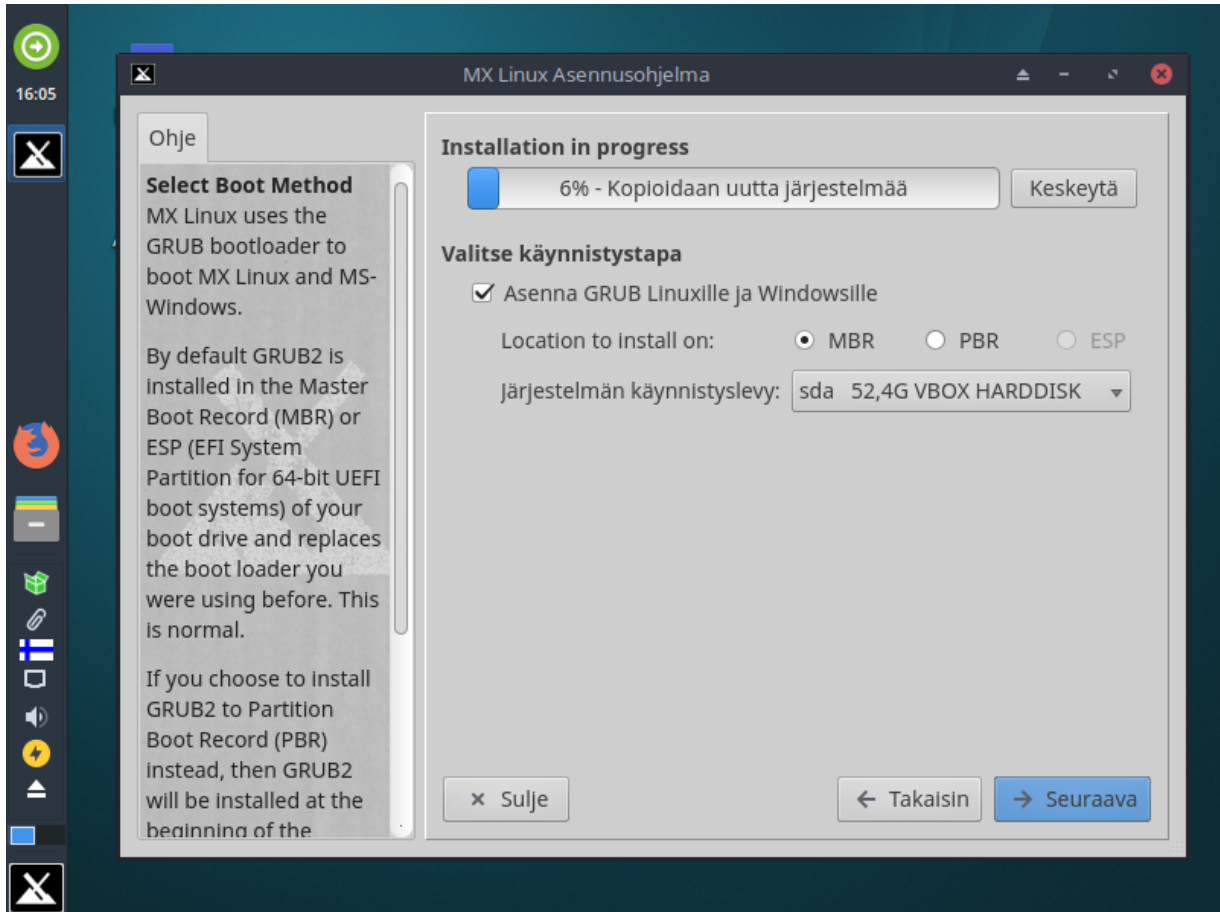 16:05
MX Linux Asennusohjelma
Ohje
Select Boot Method
MX Linux uses the
GRUB bootloader to
boot MX Linux and MS-
Windows.
By default GRUB2 is
installed in the Master
Boot Record (MBR) or
ESP (EFI System
Partition for 64-bit UEFI
boot systems) of your
boot drive and replaces
the boot loader you
were using before. This
is normal.
If you choose to install
GRUB2 to Partition
Boot Record (PBR)
instead, then GRUB2
will be installed at the
beginning of the
Installation in progress
6% - Kopioidaan uutta järjestelmää
Keskeytä
Valitse käynnistystapa
Asenna GRUB Linuxille ja Windowsille
Location to install on: MBR PBR ESP
Järjestelmän käynnistyslevy: sda 52,4G VBOX HARDDISK
Sulje
Takaisin
Seuraava